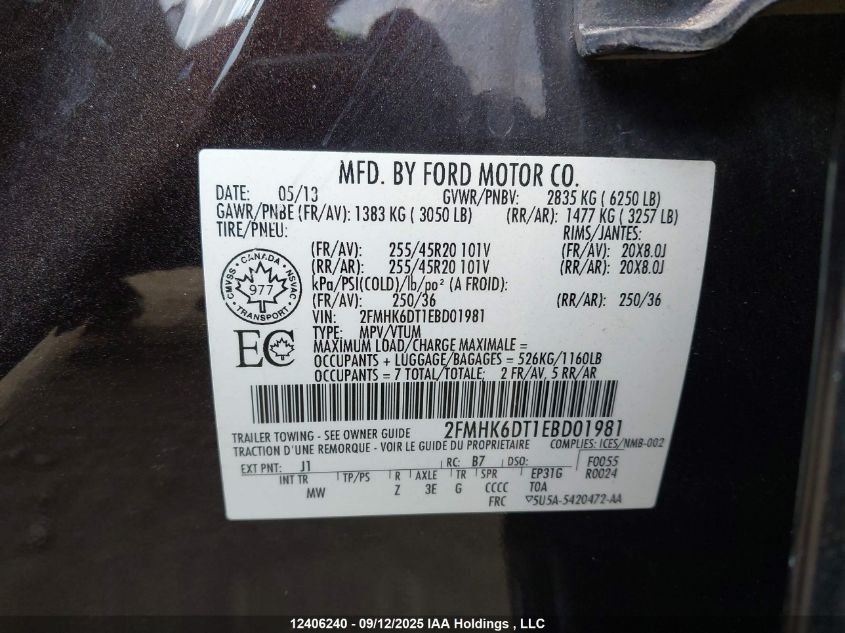 MFD. BY FORD MOTOR CO.
DATE: 05/13 GVWR/PNBV: 2835 KG ( 6250 LB)
GAWR/PNBE (FR/AV): 1383 KG ( 3050 LB) (RR/AR): 1477 KG ( 3257 LB)
TIRE/PNEU: RIMS/JANTES:
(FR/AV): 255/45R20 101V (FR/AV): 20X8.0J
(RR/AR): 255/45R20 101V (RR/AR): 20X8.0J
kPa/PSI(COLD)/lb/po² (A FROID):
(FR/AV): 250/36 (RR/AR): 250/36
VIN: 2FMHK6DT1EBD01981
TYPE: MPV/VTUM
MAXIMUM LOAD/CHARGE MAXIMALE =
OCCUPANTS + LUGGAGE/BAGAGES = 526KG/1160LB
OCCUPANTS = 7 TOTAL/TOTALE; 2 FR/AV, 5 RR/AR
CANADA
CMVSS NSVAC
977
TRANSPORT
EC
2FMHK6DT1EBD01981
TRAILER TOWING - SEE OWNER GUIDE COMPLIES: ICES/NMB-002
TRACTION D'UNE REMORQUE - VOIR LE GUIDE DU PROPRIETAIRE
EXT PNT: J1 RC: B7 DSO: F0055
INT TR TP/PS R AXLE TR SPR EP31G R0024
MW Z 3E G CCCC T0A
FRC 5U5A-5420472-AA
12406240 - 09/12/2025 IAA Holdings , LLC